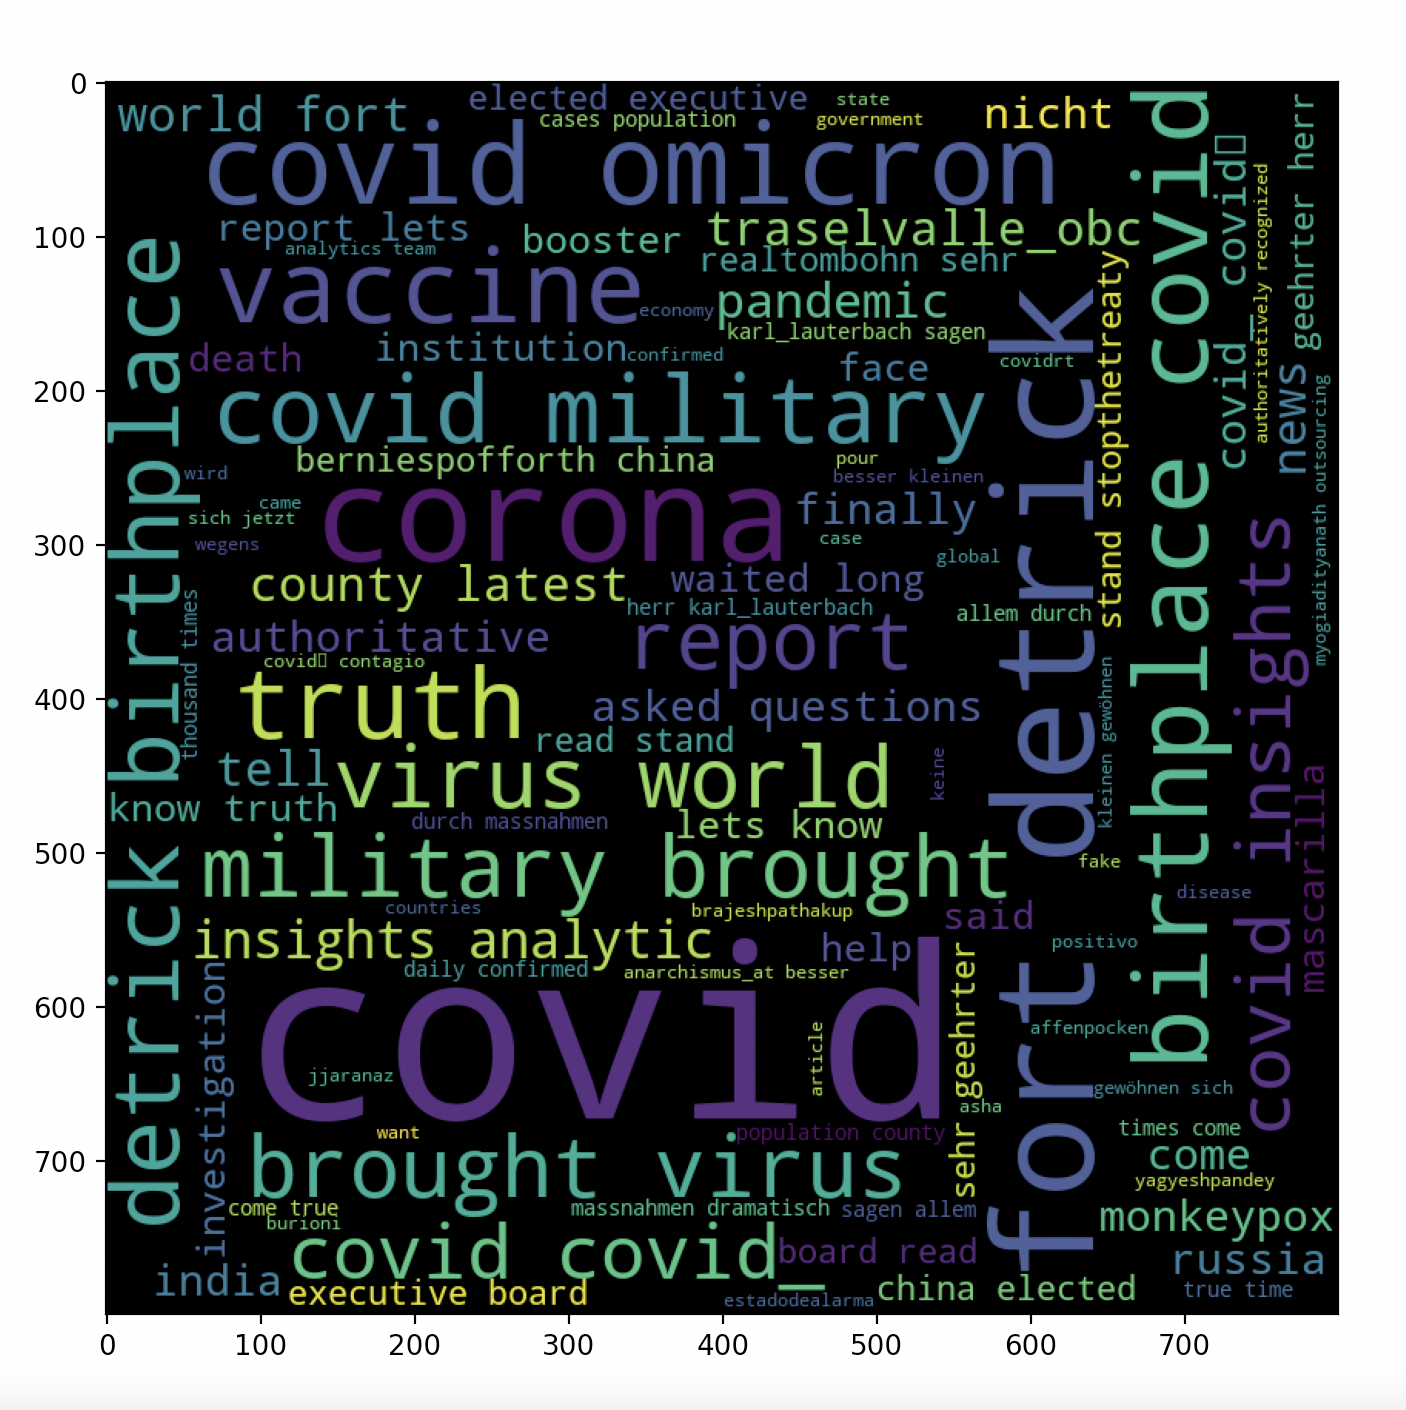 0
100
200
300
400
500
600
700
world fort
elected executive
state
cases population
government
nicht
covid omicron
report lets
analytics team
booster
traselvalle_obc
realtombohn sehr
vaccine
economy
pandemic
karl_lauterbach sagen
death
institution
confirmed
face
covidrt
covid military
berniespofforth china
pour
besser kleinen
wird
came
sich jetzt
wegens
corona
finally
case
global
county latest
waited long
herr karl_lauterbach
allem durch
authoritative
report
covid▯ contagio
truth
asked questions
read stand
tell
virus world
know truth
durch massnahmen
lets know
military brought
fake
countries
brajeshpathakup
said
disease
insights analytic
help
positivo
daily confirmed
anarchismus_at besser
covid
affenpocken
jjaranaz
gewöhnen sich
asha
want
population county
times come
brought virus
come
yagyeshpandey
come true
burioni
massnahmen dramatisch
sagen allem
monkeypox
covid covid_
board read
russia
india
executive board
estadodealarma
china elected
true time
detrick birthplace
thousand times
investigation
keine
article
sehr geehrter
fort detrick
stand stopthetreaty
kleinen gewöhnen
birthplace covid
covid_ covid▯
authoritatively recognized
geehrter herr
news
covid insights
myogiadityanath outsourcing
mascarilla
0
100
200
300
400
500
600
700